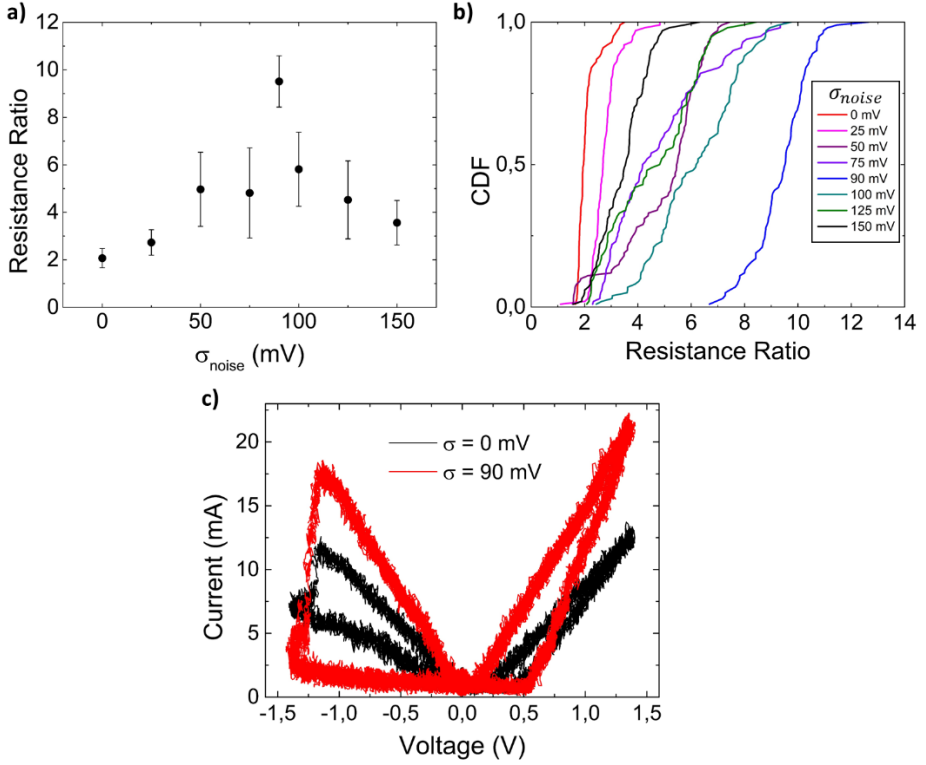 a)
12
10
8
6
4
2
0
Resistance Ratio
0
50
100
150
σnoise (mV)
b)
1,0
0,5
0,0
CDF
σnoise
0 mV
25 mV
50 mV
75 mV
90 mV
100 mV
125 mV
150 mV
0
2
4
6
8
10
12
14
Resistance Ratio
c)
20
15
10
5
0
Current (mA)
σ = 0 mV
σ = 90 mV
-1,5
-1,0
-0,5
0,0
0,5
1,0
1,5
Voltage (V)